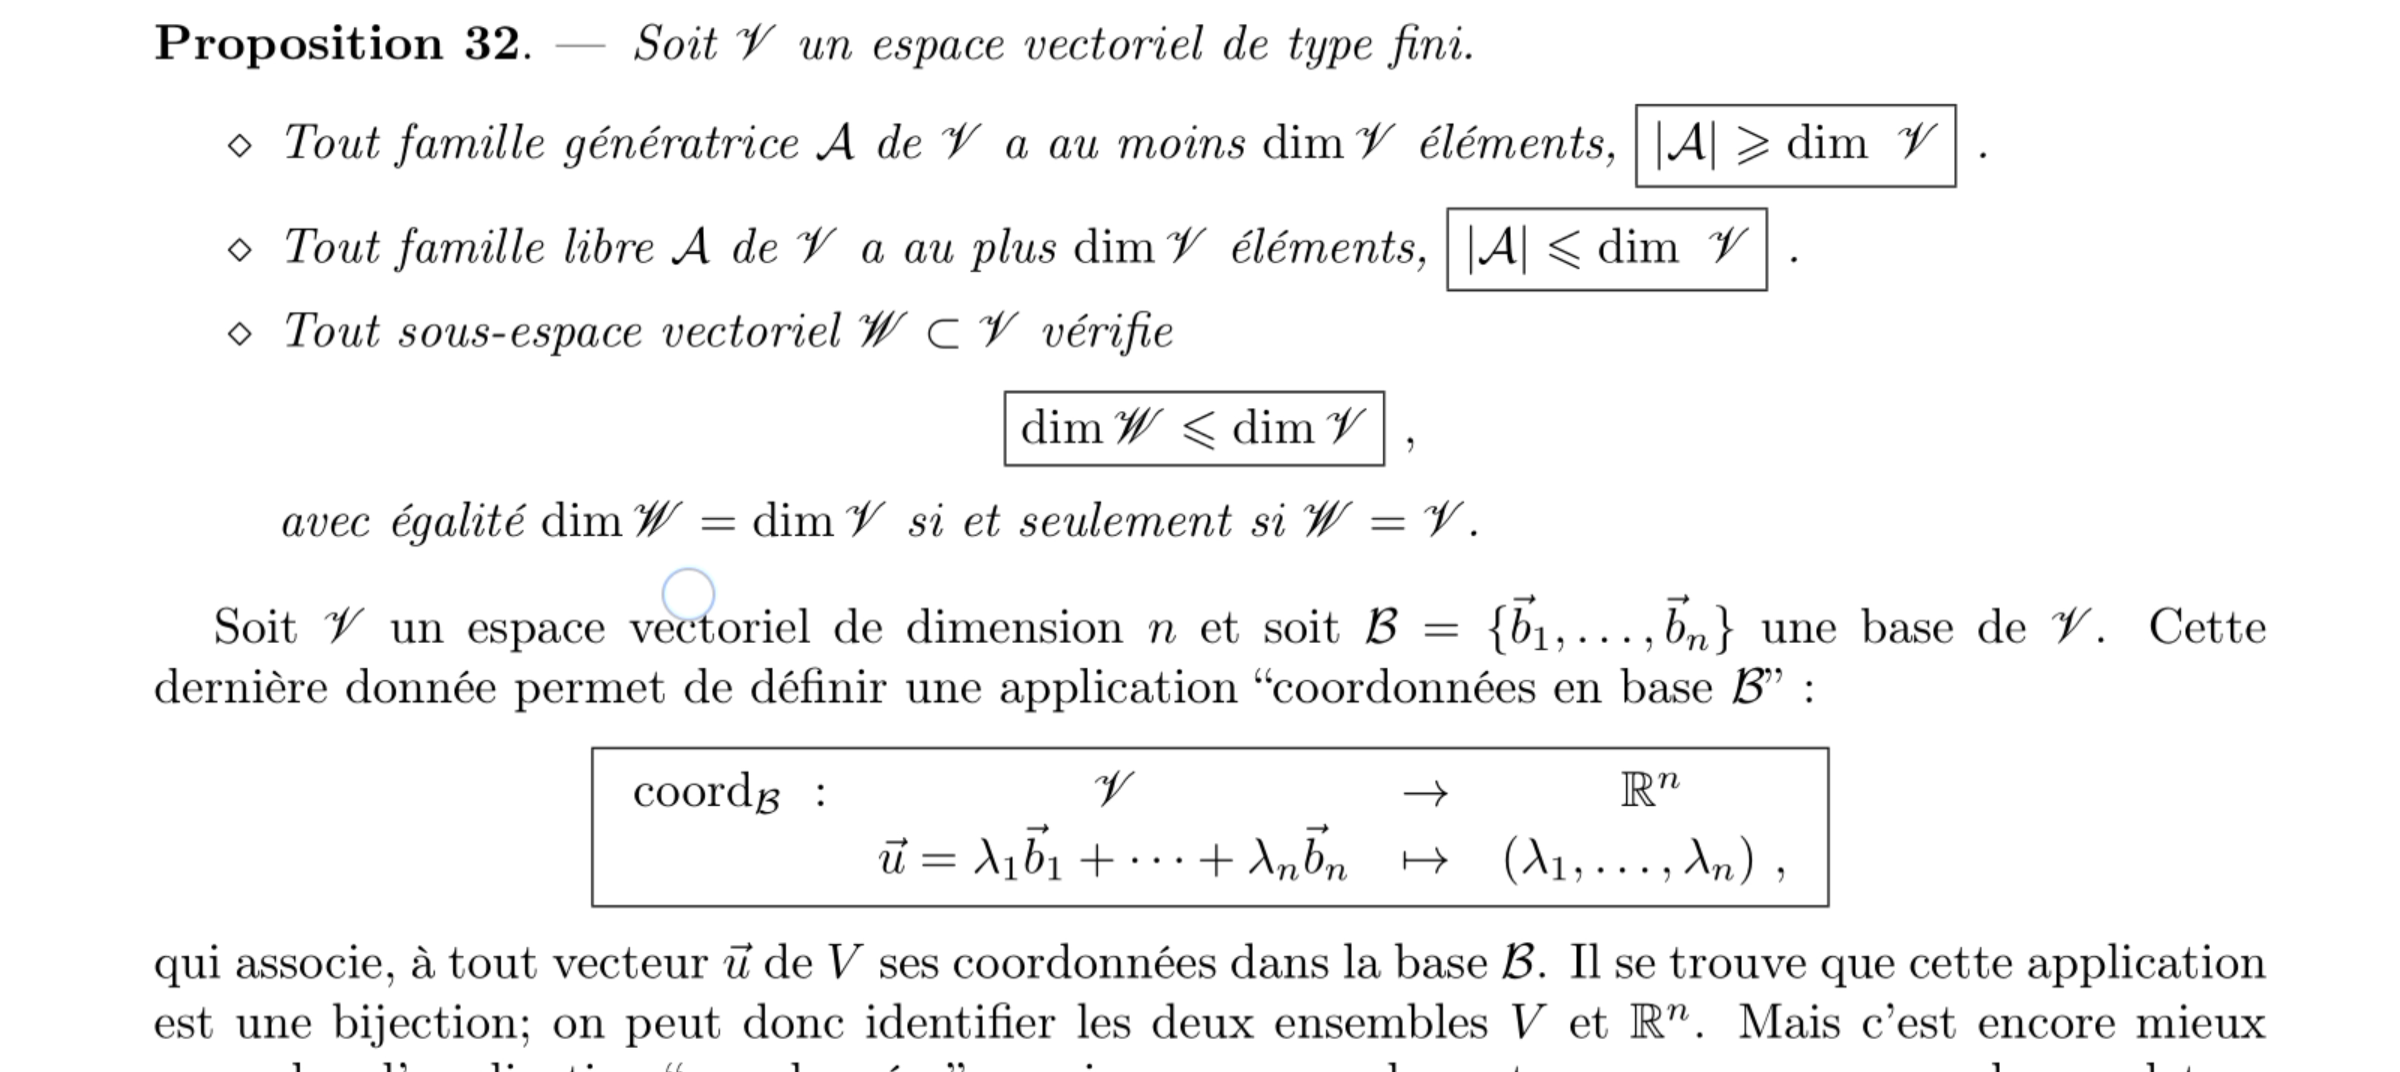 Proposition 32. — Soit 𝒱 un espace vectoriel de type fini.
⋄ Tout famille génératrice 𝒜 de 𝒱 a au moins dim 𝒱 éléments, |𝒜| ⩾ dim 𝒱 .
⋄ Tout famille libre 𝒜 de 𝒱 a au plus dim 𝒱 éléments, |𝒜| ⩽ dim 𝒱 .
⋄ Tout sous-espace vectoriel 𝒲 ⊂ 𝒱 vérifie
dim 𝒲 ⩽ dim 𝒱 ,
avec égalité dim 𝒲 = dim 𝒱 si et seulement si 𝒲 = 𝒱.
Soit 𝒱 un espace vectoriel de dimension n et soit ℬ = {b⃗₁, . . . , b⃗ₙ} une base de 𝒱. Cette
dernière donnée permet de définir une application “coordonnées en base ℬ” :
coord_ℬ : 𝒱 → ℝⁿ
u⃗ = λ₁b⃗₁ + · · · + λₙb⃗ₙ ↦ (λ₁, . . . , λₙ) ,
qui associe, à tout vecteur u⃗ de V ses coordonnées dans la base ℬ. Il se trouve que cette application
est une bijection; on peut donc identifier les deux ensembles V et ℝⁿ. Mais c’est encore mieux